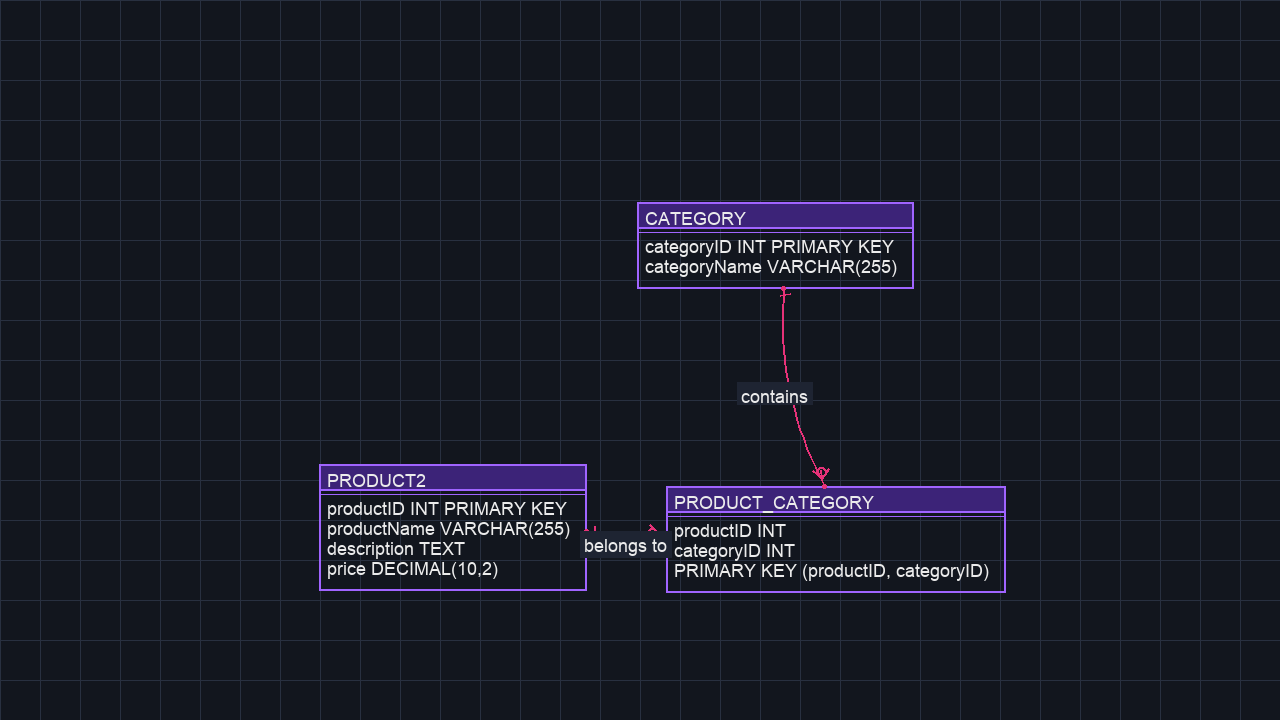 CATEGORY
categoryID INT PRIMARY KEY
categoryName VARCHAR(255)
contains
PRODUCT2
productID INT PRIMARY KEY
productName VARCHAR(255)
description TEXT
price DECIMAL(10,2)
belongs to
PRODUCT_CATEGORY
productID INT
categoryID INT
PRIMARY KEY (productID, categoryID)